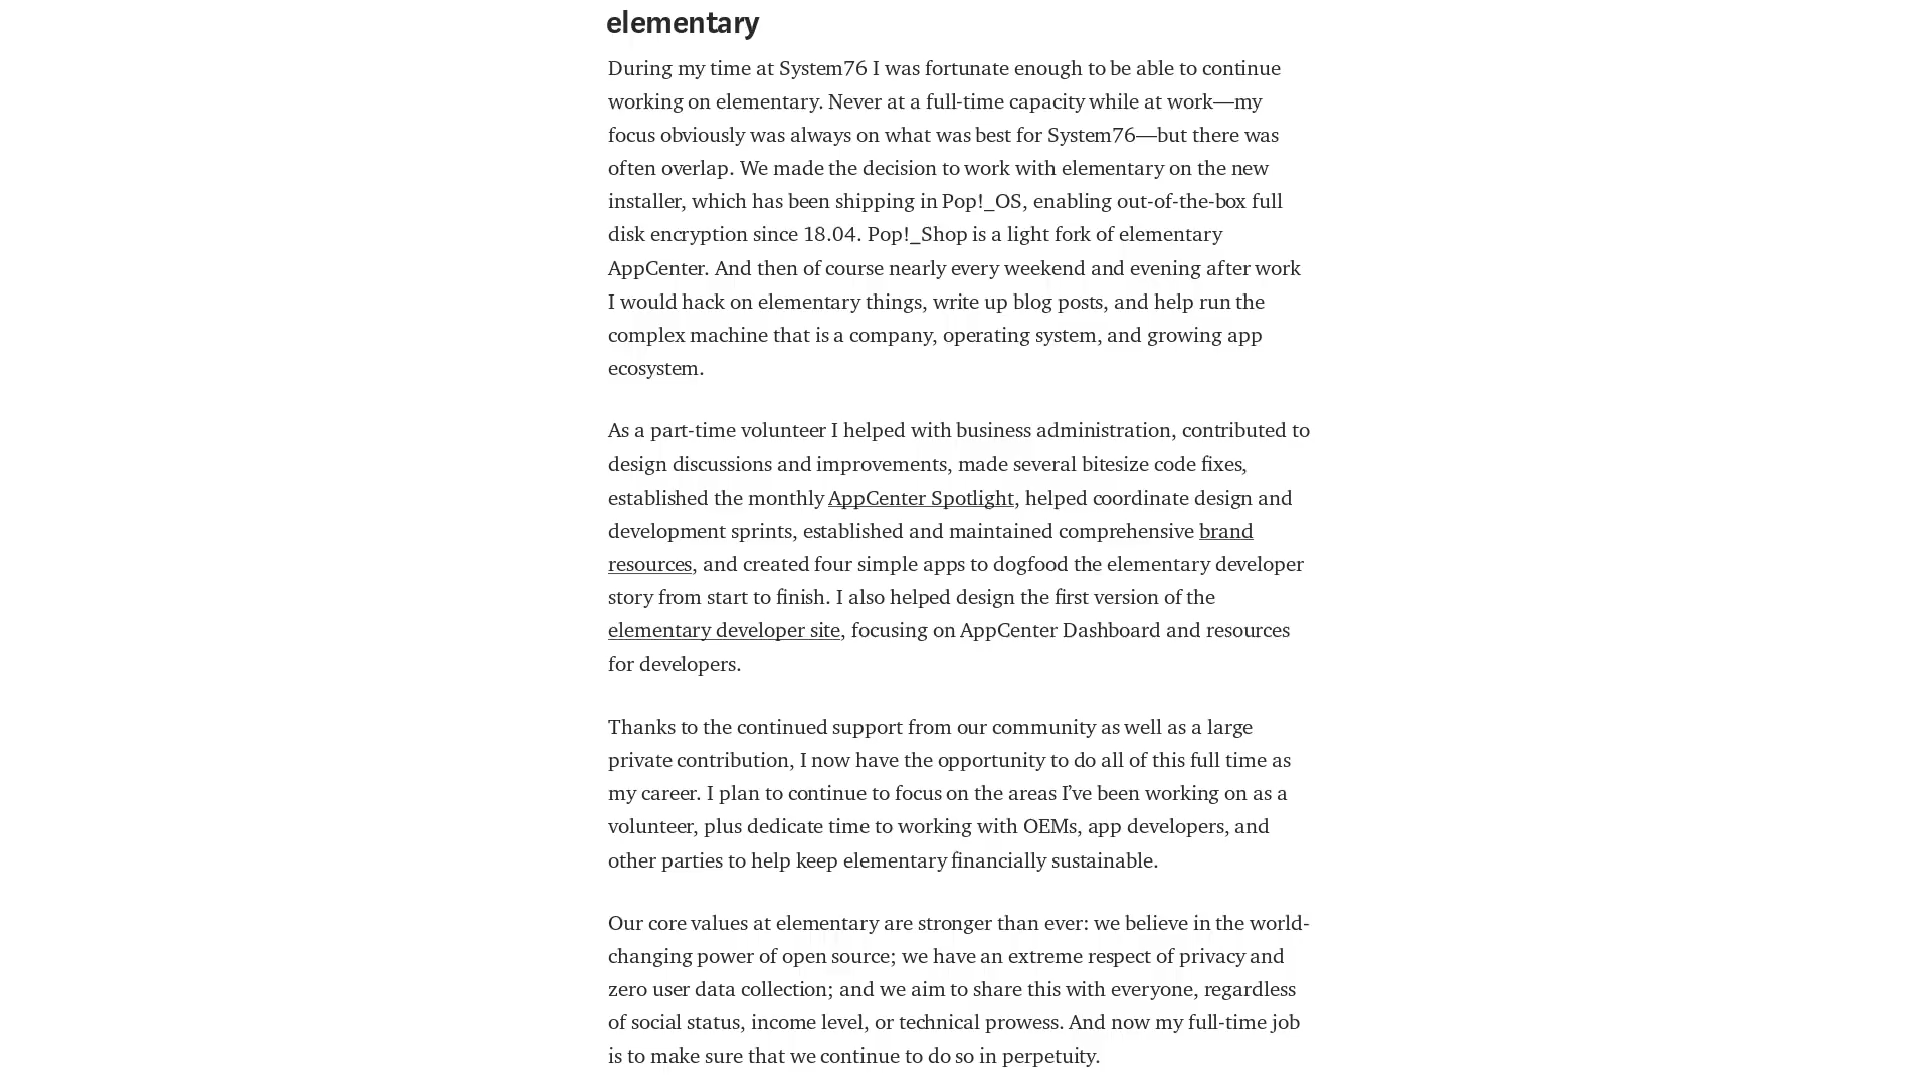 elementary
During my time at System76 I was fortunate enough to be able to continue
working on elementary. Never at a full-time capacity while at work—my
focus obviously was always on what was best for System76—but there was
often overlap. We made the decision to work with elementary on the new
installer, which has been shipping in Pop!_OS, enabling out-of-the-box full
disk encryption since 18.04. Pop!_Shop is a light fork of elementary
AppCenter. And then of course nearly every weekend and evening after work
I would hack on elementary things, write up blog posts, and help run the
complex machine that is a company, operating system, and growing app
ecosystem.
As a part-time volunteer I helped with business administration, contributed to
design discussions and improvements, made several bitesize code fixes,
established the monthly AppCenter Spotlight, helped coordinate design and
development sprints, established and maintained comprehensive brand
resources, and created four simple apps to dogfood the elementary developer
story from start to finish. I also helped design the first version of the
elementary developer site, focusing on AppCenter Dashboard and resources
for developers.
Thanks to the continued support from our community as well as a large
private contribution, I now have the opportunity to do all of this full time as
my career. I plan to continue to focus on the areas I’ve been working on as a
volunteer, plus dedicate time to working with OEMs, app developers, and
other parties to help keep elementary financially sustainable.
Our core values at elementary are stronger than ever: we believe in the world-
changing power of open source; we have an extreme respect of privacy and
zero user data collection; and we aim to share this with everyone, regardless
of social status, income level, or technical prowess. And now my full-time job
is to make sure that we continue to do so in perpetuity.